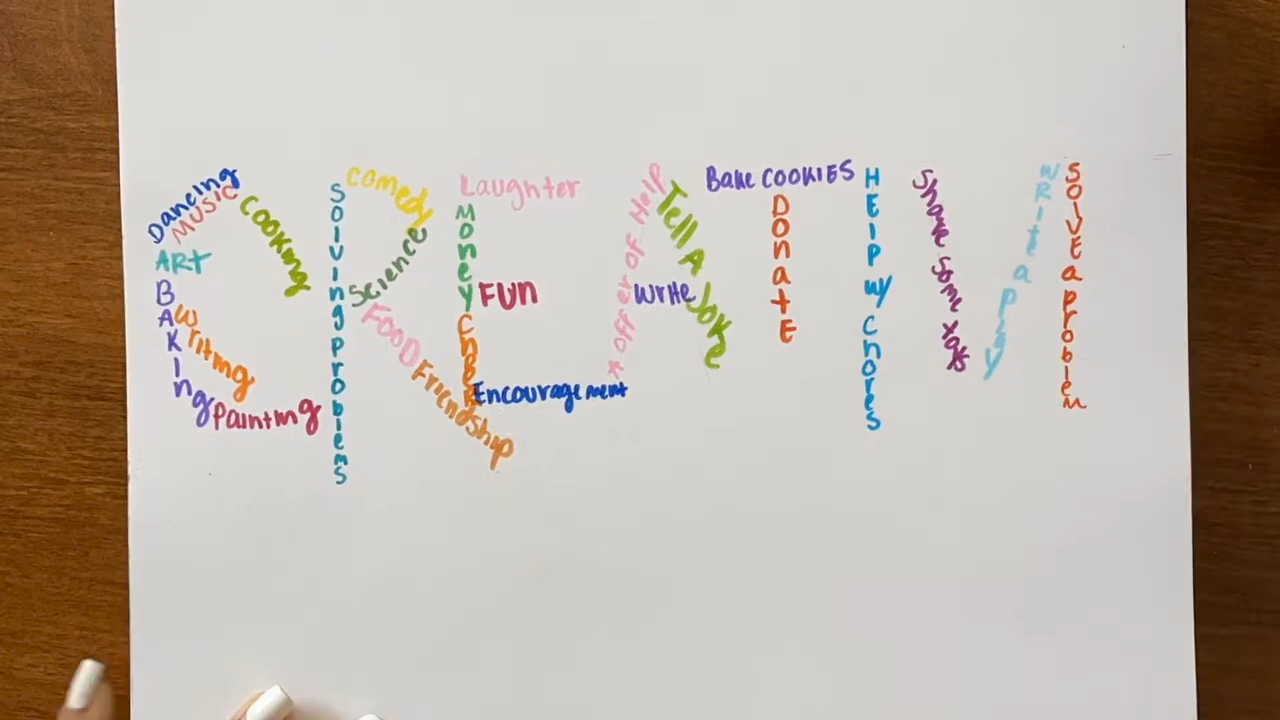 Dancing
MUSIC
COOKING
ART
BAKING
Writing
Painting
Solving problems
comedy
Science
FOOD
Friendship
Laughter
Money
FUN
Cheer
Encouragement
* offer of Help
Tell A Joke
Write
Bake COOKIES
DONATE
HElP w/ ChoreS
Share some toys
WRite a play
SOlVE a probleM